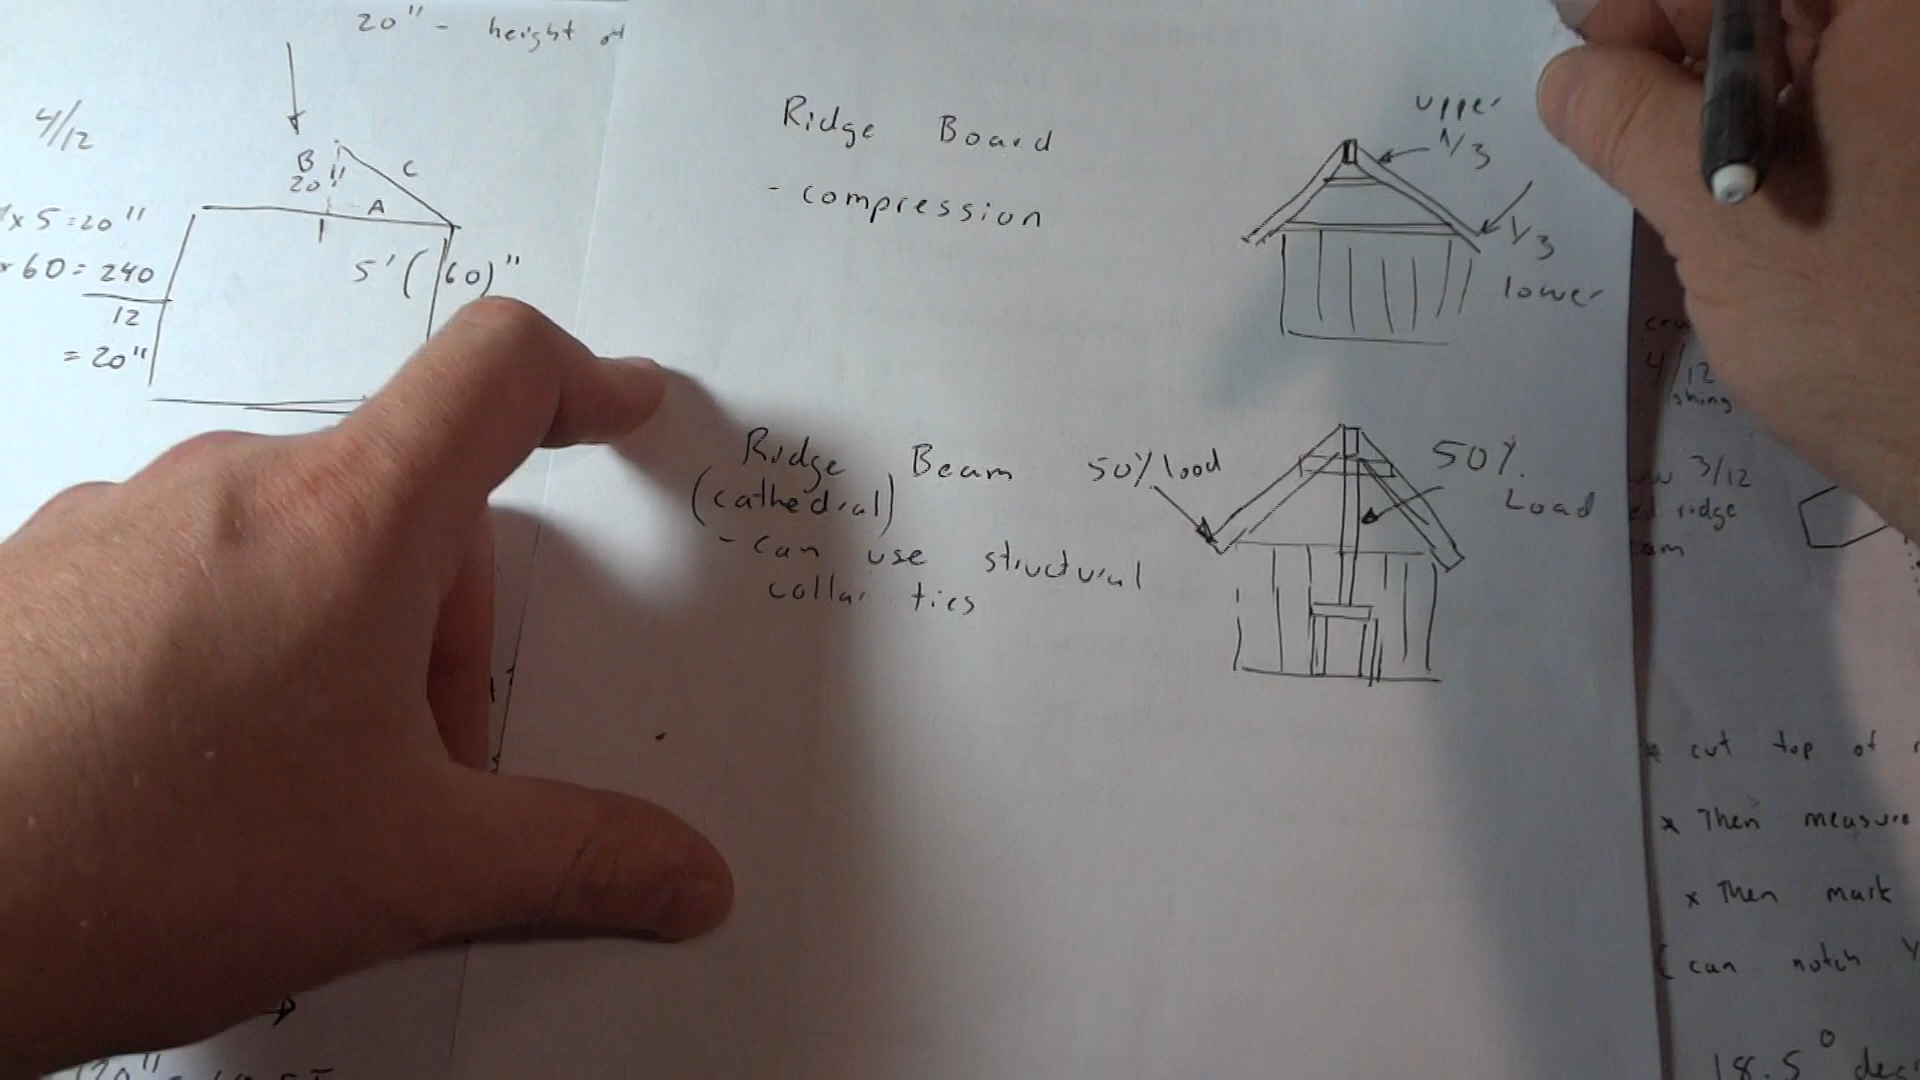 20" - height of
4/12
B
20"
C
A
x 5 = 20"
5' (60)"
x 60 = 240
12
= 20"
Ridge Board
- compression
upper
1/3
1/3
lower
Ridge Beam
(cathedral)
- can use structural
collar ties
50% load
50%
Load
4/12
3/12
ridge
* cut top of
* Then measure
x Then mark
( can notch
18.5°